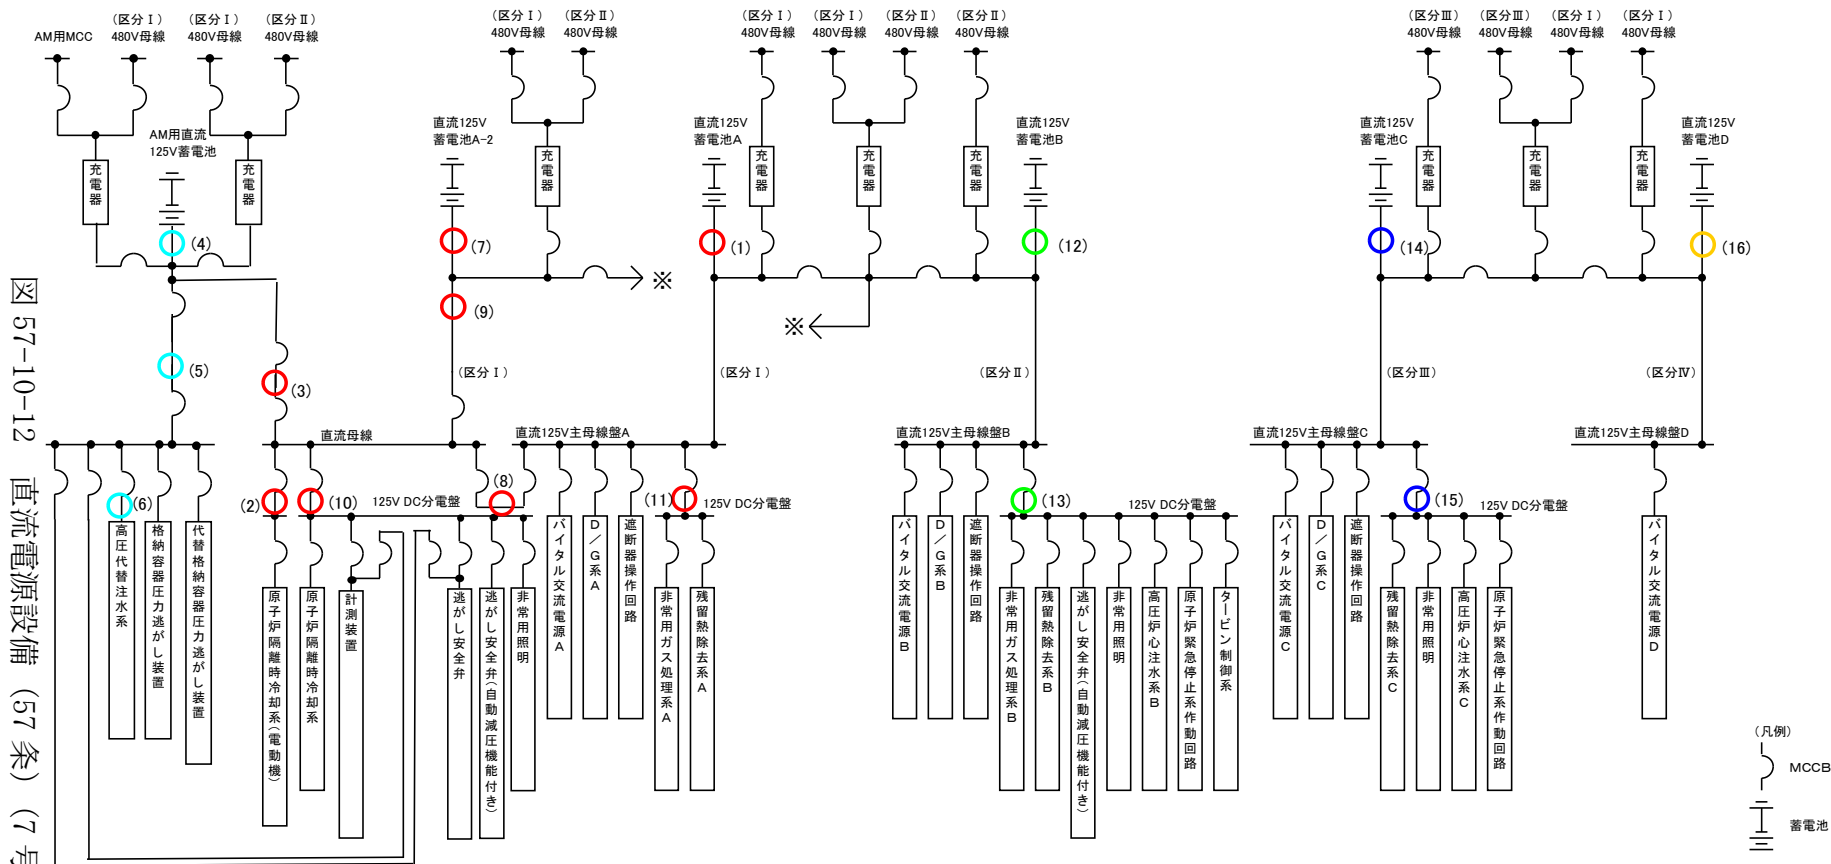 (区分Ⅰ) (区分Ⅰ) (区分Ⅱ)
AM用MCC 480V母線 480V母線 480V母線
(区分Ⅰ) (区分Ⅱ)
480V母線 480V母線
(区分Ⅰ) (区分Ⅰ) (区分Ⅱ) (区分Ⅱ)
480V母線 480V母線 480V母線 480V母線
(区分Ⅲ) (区分Ⅲ) (区分Ⅰ) (区分Ⅰ)
480V母線 480V母線 480V母線 480V母線
AM用直流
125V蓄電池
直流125V
蓄電池A-2
直流125V
蓄電池A
直流125V
蓄電池B
直流125V
蓄電池C
直流125V
蓄電池D
充電器
充電器
充電器
充電器
充電器
充電器
充電器
充電器
充電器
(4)
(7)
(1)
(12)
(14)
(16)
※
(9)
※
(5)
(3)
(区分Ⅰ)
(区分Ⅰ)
(区分Ⅱ)
(区分Ⅲ)
(区分Ⅳ)
直流母線
直流125V主母線盤A
直流125V主母線盤B
直流125V主母線盤C
直流125V主母線盤D
(6)
(2)
(10)
125V DC分電盤
(8)
(11)
125V DC分電盤
(13)
125V DC分電盤
(15)
125V DC分電盤
高圧代替注水系
格納容器圧力逃がし装置
代替格納容器圧力逃がし装置
原子炉隔離時冷却系(電動機)
原子炉隔離時冷却系
計測装置
逃がし安全弁
逃がし安全弁(自動減圧機能付き)
非常用照明
バイタル交流電源A
D/G系A
遮断器操作回路
非常用ガス処理系A
残留熱除去系A
バイタル交流電源B
D/G系B
遮断器操作回路
非常用ガス処理系B
残留熱除去系B
逃がし安全弁(自動減圧機能付き)
非常用照明
高圧炉心注水系B
原子炉緊急停止系作動回路
タービン制御系
バイタル交流電源C
D/G系C
遮断器操作回路
残留熱除去系C
非常用照明
高圧炉心注水系C
原子炉緊急停止系作動回路
バイタル交流電源D
(凡例)
MCCB
蓄電池
図 57-10-12 直流電源設備 (57 条) (7 号